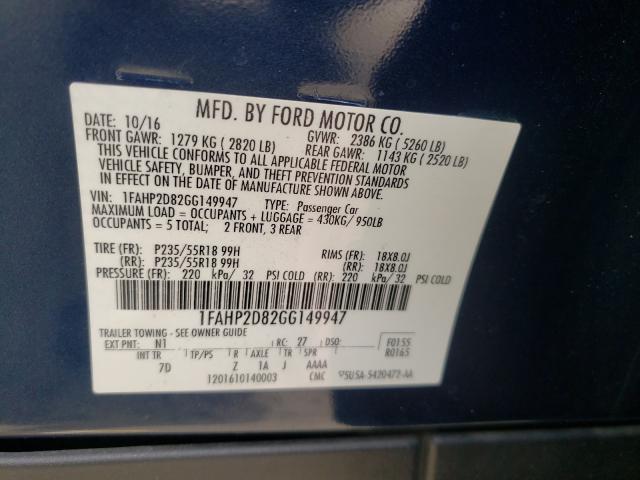 MFD. BY FORD MOTOR CO.
DATE: 10/16
GVWR: 2386 KG ( 5260 LB)
FRONT GAWR: 1279 KG ( 2820 LB)
REAR GAWR: 1143 KG ( 2520 LB)
THIS VEHICLE CONFORMS TO ALL APPLICABLE FEDERAL MOTOR
VEHICLE SAFETY, BUMPER, AND THEFT PREVENTION STANDARDS
IN EFFECT ON THE DATE OF MANUFACTURE SHOWN ABOVE.
VIN: 1FAHP2D82GG149947 TYPE: Passenger Car
MAXIMUM LOAD = OCCUPANTS + LUGGAGE = 430KG/ 950LB
OCCUPANTS = 5 TOTAL; 2 FRONT, 3 REAR
TIRE (FR): P235/55R18 99H RIMS (FR): 18X8.0J
(RR): P235/55R18 99H (RR): 18X8.0J
PRESSURE (FR): 220 kPa/ 32 PSI COLD (RR): 220 kPa/ 32 PSI COLD
1FAHP2D82GG149947
TRAILER TOWING - SEE OWNER GUIDE
EXT PNT: N1 RC: 27 DSO: F0155
INT TR TP/PS R AXLE TR SPR R0165
7D Z 1A J AAAA
1201610140003 CMC 5U5A-5420472-AA